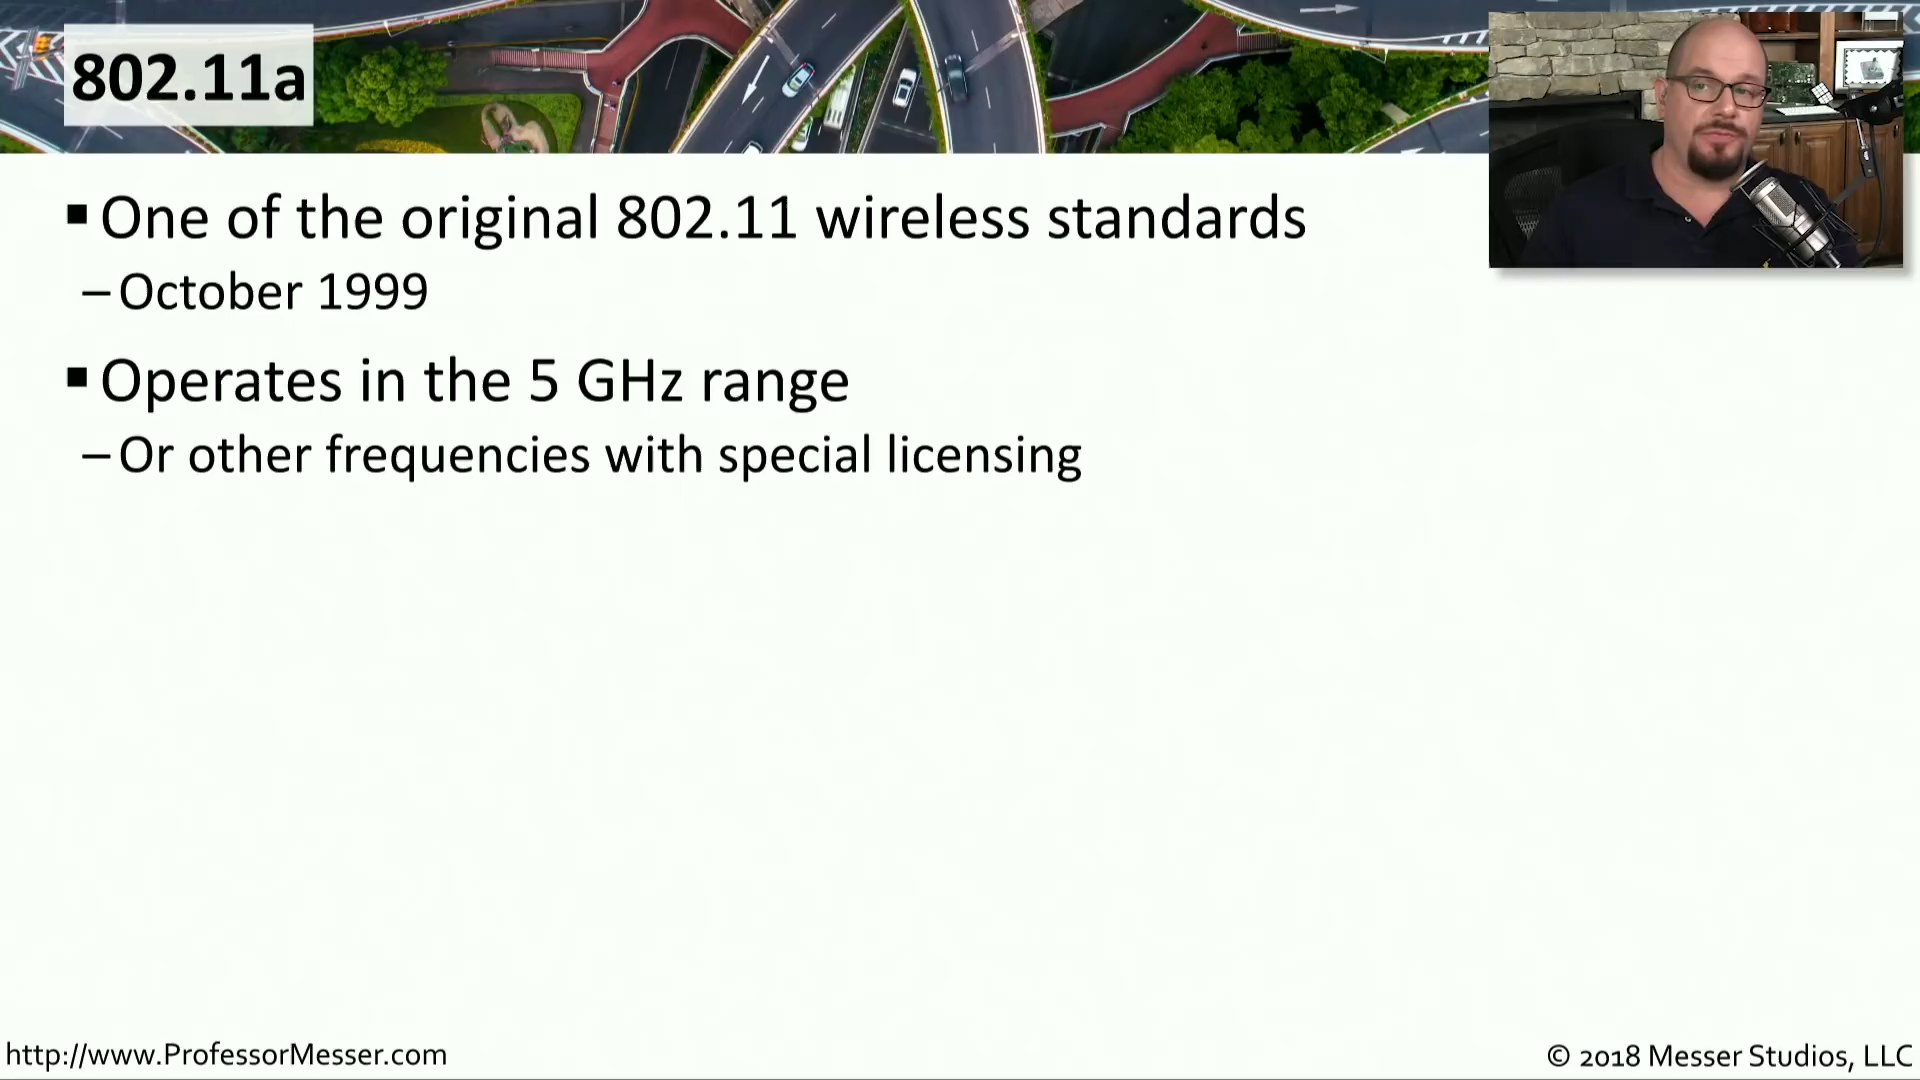 802.11a
▪ One of the original 802.11 wireless standards
– October 1999
▪ Operates in the 5 GHz range
– Or other frequencies with special licensing
http://www.ProfessorMesser.com
© 2018 Messer Studios, LLC